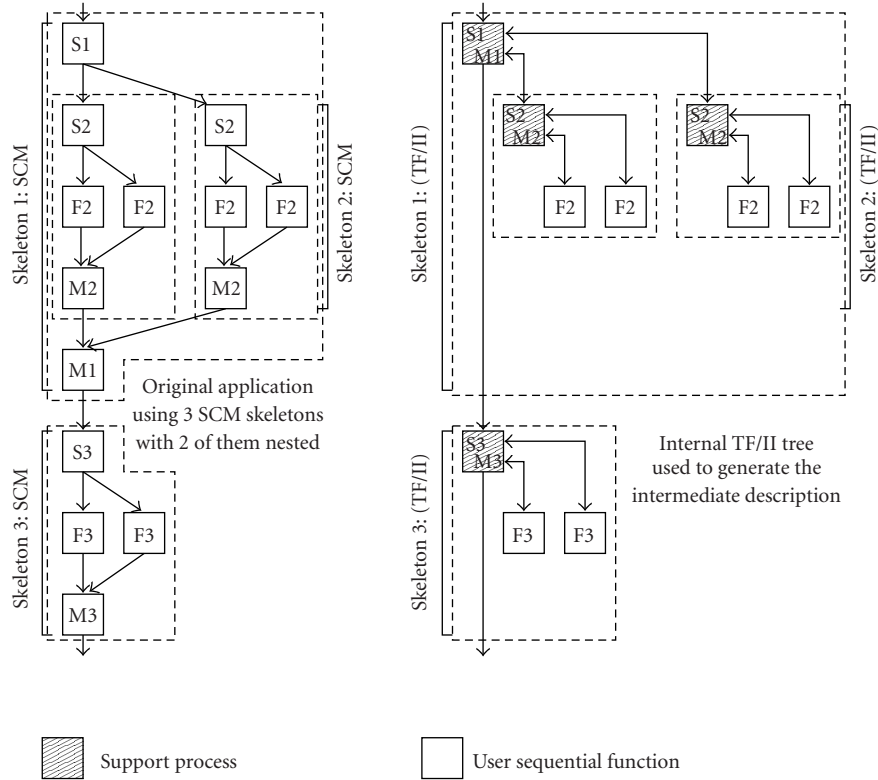 S1
S2
S2
F2
F2
F2
F2
M2
M2
M1
Skeleton 1: SCM
Skeleton 2: SCM
Original application
using 3 SCM skeletons
with 2 of them nested
S3
F3
F3
M3
Skeleton 3: SCM
S1
M1
S2
M2
S2
M2
F2
F2
F2
F2
Skeleton 1: (TF/II)
Skeleton 2: (TF/II)
S3
M3
F3
F3
Skeleton 3: (TF/II)
Internal TF/II tree
used to generate the
intermediate description
Support process
User sequential function